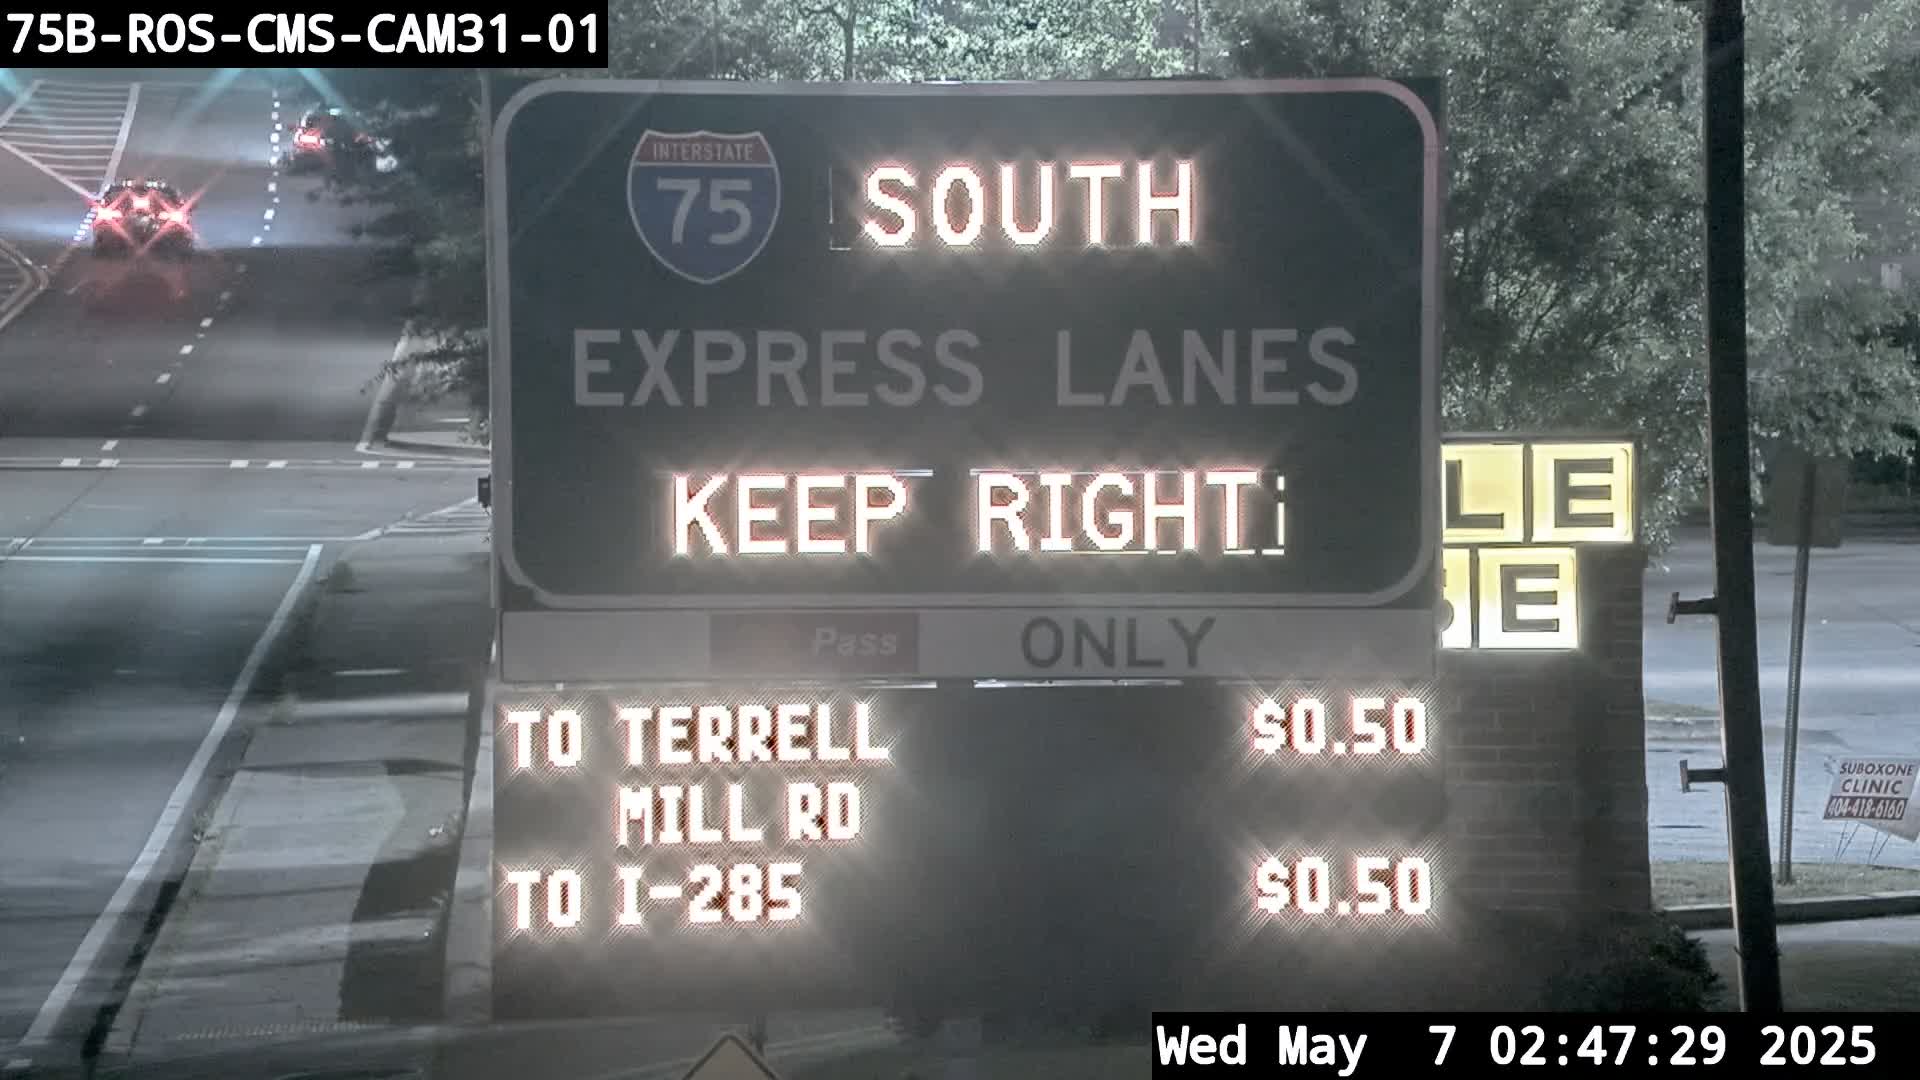 75B-ROS-CMS-CAM31-01
INTERSTATE
75
SOUTH
EXPRESS LANES
KEEP RIGHT
Pass ONLY
TO TERRELL $0.50
MILL RD
TO I-285 $0.50
LE
E
SUBOXONE
CLINIC
404-418-6160
Wed May 7 02:47:29 2025